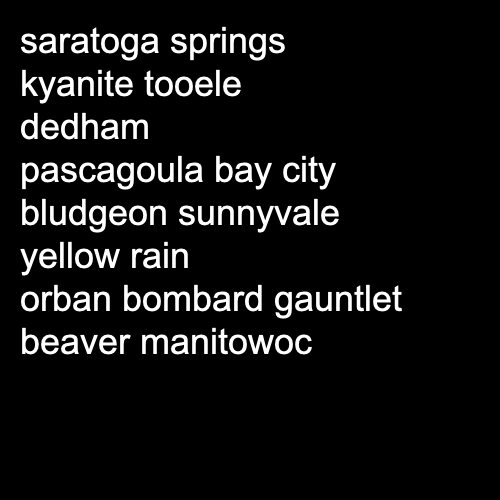 saratoga springs
kyanite tooele
dedham
pascagoula bay city
bludgeon sunnyvale
yellow rain
orban bombard gauntlet
beaver manitowoc